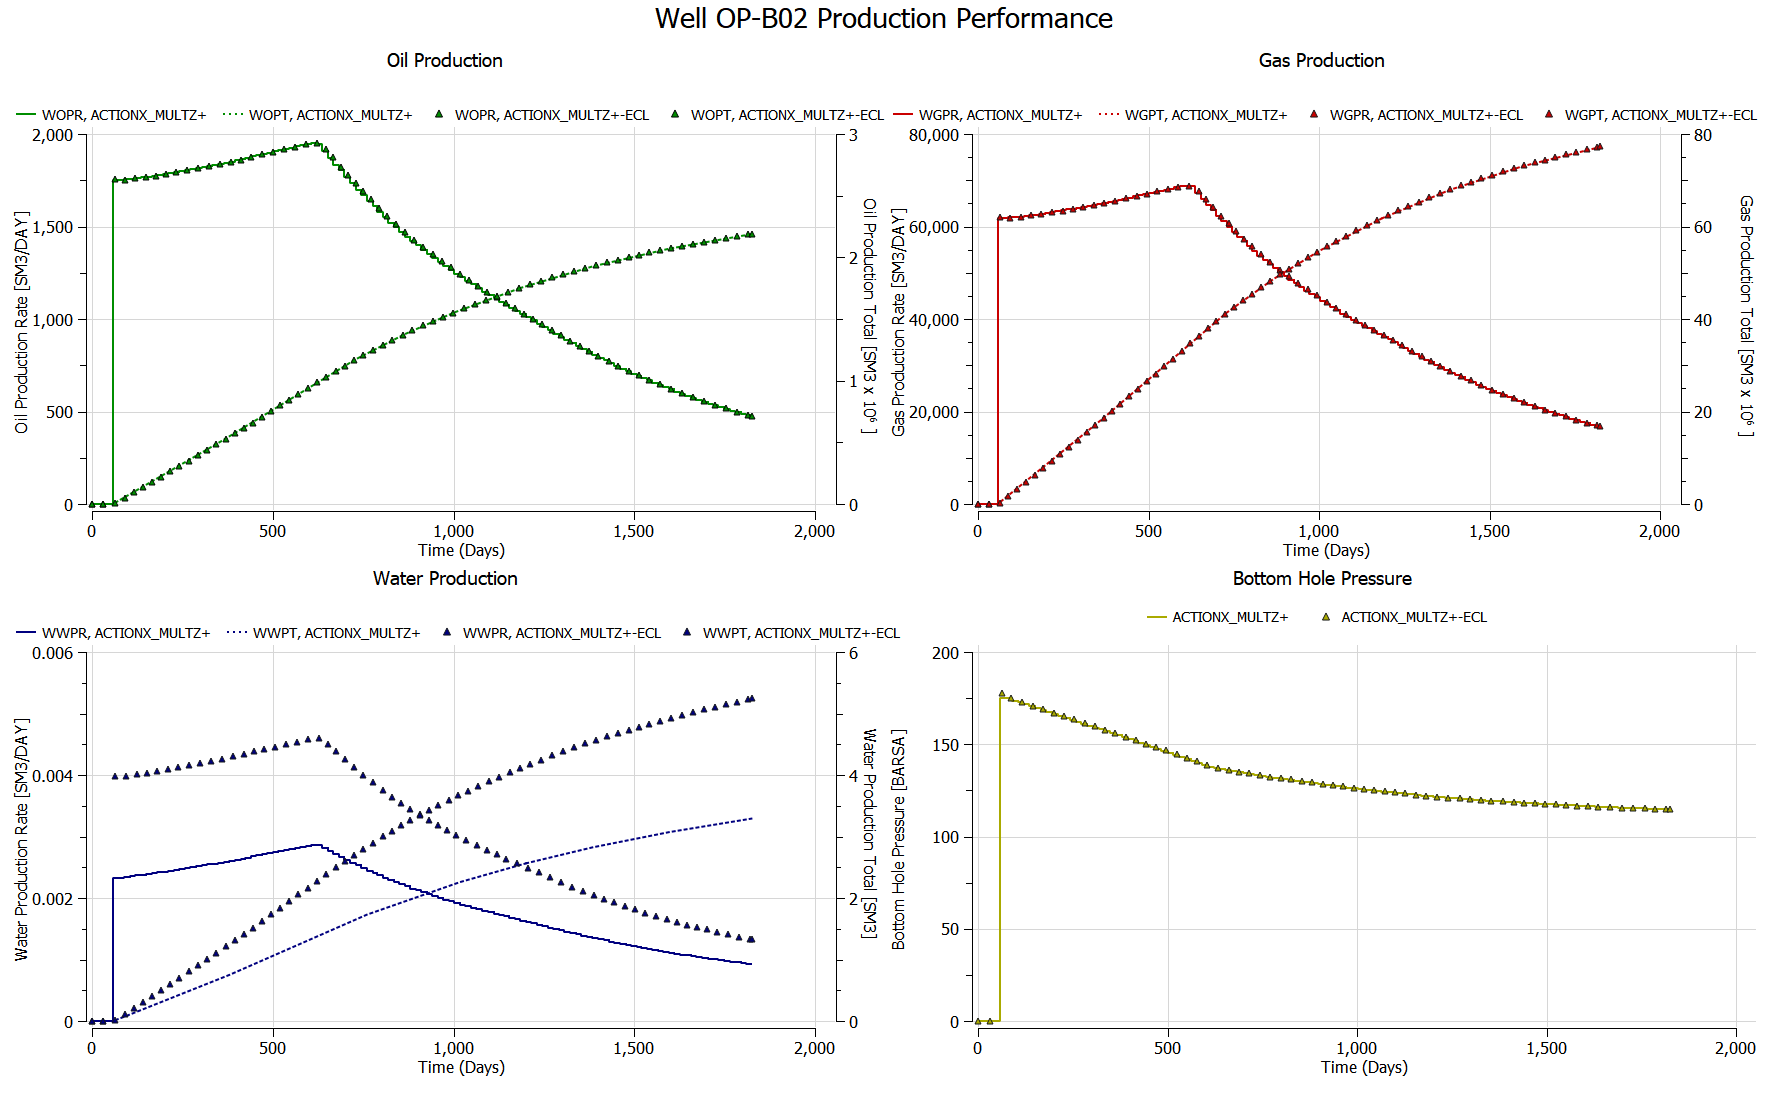 Well OP-B02 Production Performance
Oil Production
WOPR, ACTIONX_MULTZ+ WOPT, ACTIONX_MULTZ+ WOPR, ACTIONX_MULTZ+-ECL WOPT, ACTIONX_MULTZ+-ECL
2,000
1,500
1,000
500
0
Oil Production Rate [SM3/DAY]
3
2
1
0
Oil Production Total [SM3 x 10⁶ ]
0 500 1,000 1,500 2,000
Time (Days)
Gas Production
WGPR, ACTIONX_MULTZ+ WGPT, ACTIONX_MULTZ+ WGPR, ACTIONX_MULTZ+-ECL WGPT, ACTIONX_MULTZ+-ECL
80,000
60,000
40,000
20,000
0
Gas Production Rate [SM3/DAY]
80
60
40
20
0
Gas Production Total [SM3 x 10⁶ ]
0 500 1,000 1,500 2,000
Time (Days)
Water Production
WWPR, ACTIONX_MULTZ+ WWPT, ACTIONX_MULTZ+ WWPR, ACTIONX_MULTZ+-ECL WWPT, ACTIONX_MULTZ+-ECL
0.006
0.004
0.002
0
Water Production Rate [SM3/DAY]
6
4
2
0
Water Production Total [SM3]
0 500 1,000 1,500 2,000
Time (Days)
Bottom Hole Pressure
ACTIONX_MULTZ+ ACTIONX_MULTZ+-ECL
200
150
100
50
0
Bottom Hole Pressure [BARSA]
0 500 1,000 1,500 2,000
Time (Days)